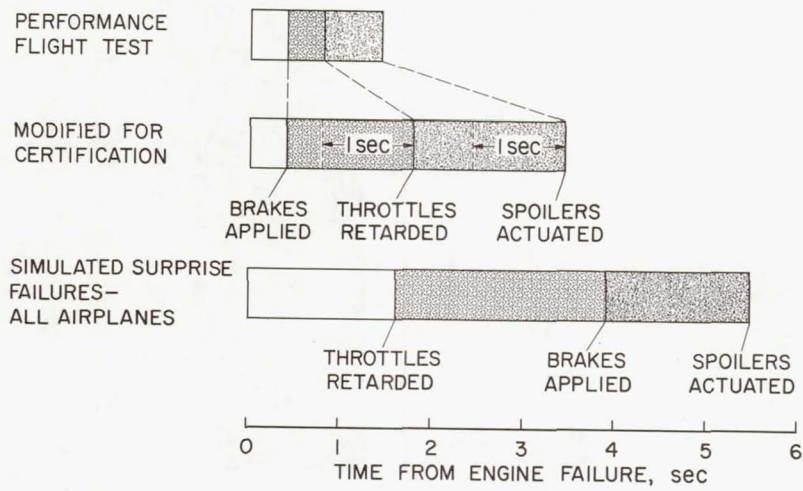 PERFORMANCE
FLIGHT TEST
MODIFIED FOR
CERTIFICATION
1 sec
1 sec
BRAKES
APPLIED
THROTTLES
RETARDED
SPOILERS
ACTUATED
SIMULATED SURPRISE
FAILURES—
ALL AIRPLANES
THROTTLES
RETARDED
BRAKES
APPLIED
SPOILERS
ACTUATED
0 1 2 3 4 5 6
TIME FROM ENGINE FAILURE, sec